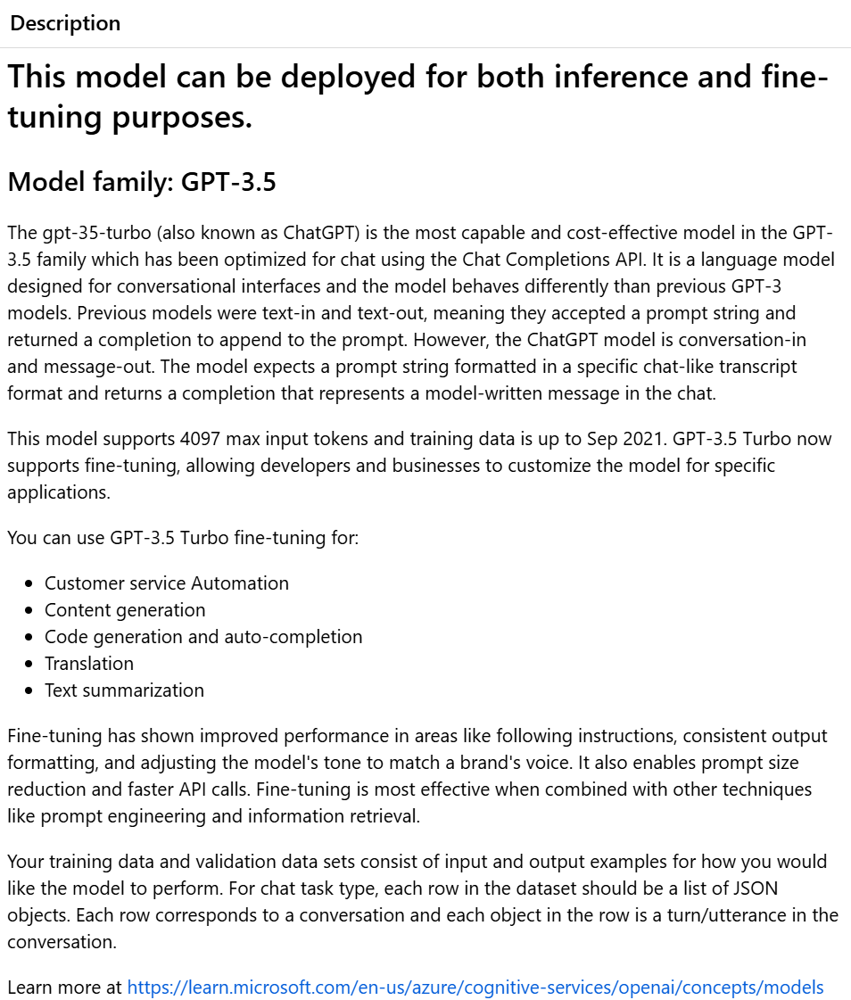 Description
This model can be deployed for both inference and fine-
tuning purposes.
Model family: GPT-3.5
The gpt-35-turbo (also known as ChatGPT) is the most capable and cost-effective model in the GPT-
3.5 family which has been optimized for chat using the Chat Completions API. It is a language model
designed for conversational interfaces and the model behaves differently than previous GPT-3
models. Previous models were text-in and text-out, meaning they accepted a prompt string and
returned a completion to append to the prompt. However, the ChatGPT model is conversation-in
and message-out. The model expects a prompt string formatted in a specific chat-like transcript
format and returns a completion that represents a model-written message in the chat.
This model supports 4097 max input tokens and training data is up to Sep 2021. GPT-3.5 Turbo now
supports fine-tuning, allowing developers and businesses to customize the model for specific
applications.
You can use GPT-3.5 Turbo fine-tuning for:
• Customer service Automation
• Content generation
• Code generation and auto-completion
• Translation
• Text summarization
Fine-tuning has shown improved performance in areas like following instructions, consistent output
formatting, and adjusting the model's tone to match a brand's voice. It also enables prompt size
reduction and faster API calls. Fine-tuning is most effective when combined with other techniques
like prompt engineering and information retrieval.
Your training data and validation data sets consist of input and output examples for how you would
like the model to perform. For chat task type, each row in the dataset should be a list of JSON
objects. Each row corresponds to a conversation and each object in the row is a turn/utterance in the
conversation.
Learn more at https://learn.microsoft.com/en-us/azure/cognitive-services/openai/concepts/models